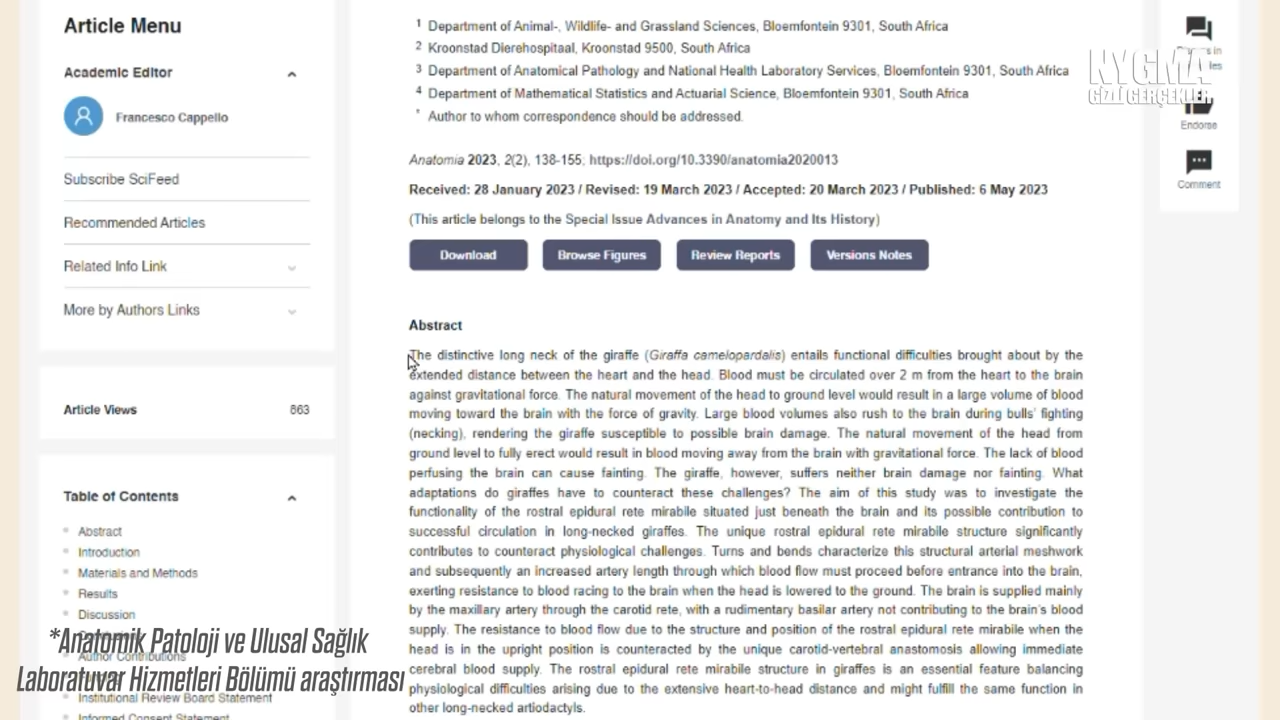 Article Menu
Academic Editor
Francesco Cappello
Subscribe SciFeed
Recommended Articles
Related Info Link
More by Authors Links
Article Views 863
Table of Contents
Abstract
Introduction
Materials and Methods
Results
Discussion
Author Contributions
Institutional Review Board Statement
Informed Consent Statement
1 Department of Animal-, Wildlife- and Grassland Sciences, Bloemfontein 9301, South Africa
2 Kroonstad Dierehospitaal, Kroonstad 9500, South Africa
3 Department of Anatomical Pathology and National Health Laboratory Services, Bloemfontein 9301, South Africa
4 Department of Mathematical Statistics and Actuarial Science, Bloemfontein 9301, South Africa
* Author to whom correspondence should be addressed.
Anatomia 2023, 2(2), 138-155; https://doi.org/10.3390/anatomia2020013
Received: 28 January 2023 / Revised: 19 March 2023 / Accepted: 20 March 2023 / Published: 6 May 2023
(This article belongs to the Special Issue Advances in Anatomy and Its History)
Download Browse Figures Review Reports Versions Notes
Abstract
The distinctive long neck of the giraffe (Giraffa camelopardalis) entails functional difficulties brought about by the
extended distance between the heart and the head. Blood must be circulated over 2 m from the heart to the brain
against gravitational force. The natural movement of the head to ground level would result in a large volume of blood
moving toward the brain with the force of gravity. Large blood volumes also rush to the brain during bulls' fighting
(necking), rendering the giraffe susceptible to possible brain damage. The natural movement of the head from
ground level to fully erect would result in blood moving away from the brain with gravitational force. The lack of blood
perfusing the brain can cause fainting. The giraffe, however, suffers neither brain damage nor fainting. What
adaptations do giraffes have to counteract these challenges? The aim of this study was to investigate the
functionality of the rostral epidural rete mirabile situated just beneath the brain and its possible contribution to
successful circulation in long-necked giraffes. The unique rostral epidural rete mirabile structure significantly
contributes to counteract physiological challenges. Turns and bends characterize this structural arterial meshwork
and subsequently an increased artery length through which blood flow must proceed before entrance into the brain,
exerting resistance to blood racing to the brain when the head is lowered to the ground. The brain is supplied mainly
by the maxillary artery through the carotid rete, with a rudimentary basilar artery not contributing to the brain's blood
supply. The resistance to blood flow due to the structure and position of the rostral epidural rete mirabile when the
head is in the upright position is counteracted by the unique carotid-vertebral anastomosis allowing immediate
cerebral blood supply. The rostral epidural rete mirabile structure in giraffes is an essential feature balancing
physiological difficulties arising due to the extensive heart-to-head distance and might fulfill the same function in
other long-necked artiodactyls.
NYGMA
GİZLİ GERÇEKLER
Endorse
Comment
*Anatomik Patoloji ve Ulusal Sağlık
Laboratuvar Hizmetleri Bölümü araştırması